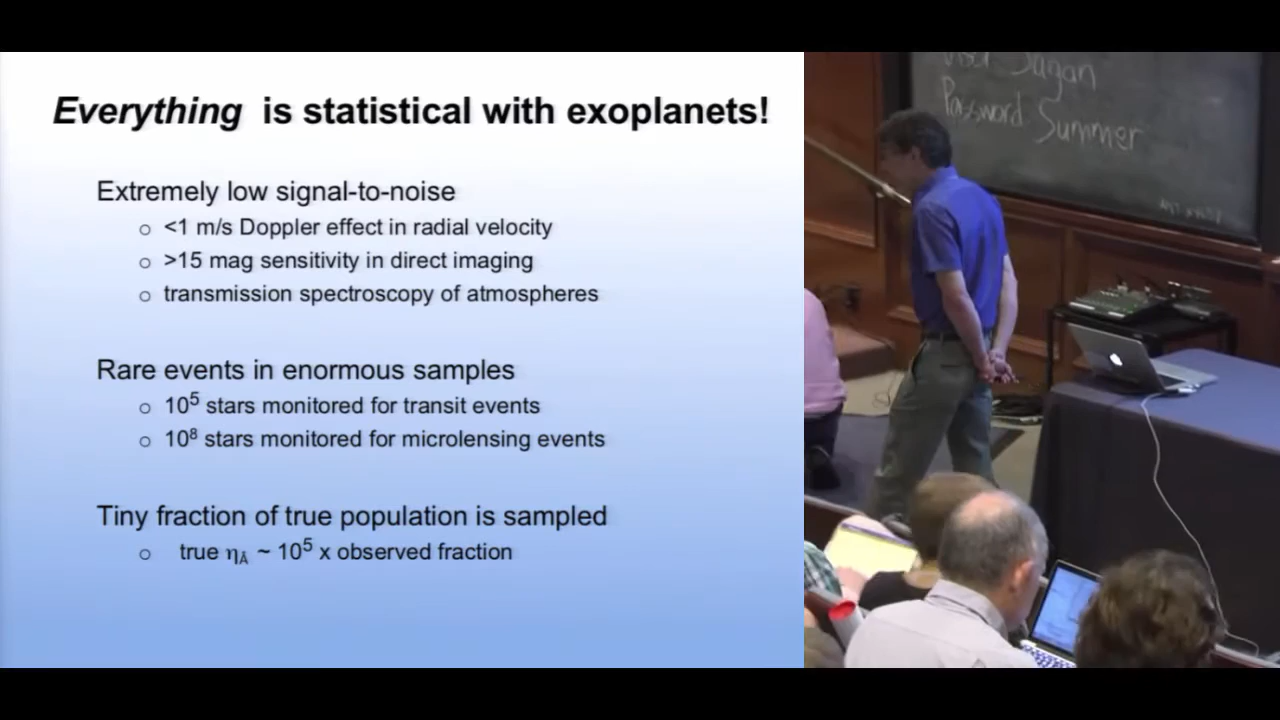 Everything is statistical with exoplanets!
Extremely low signal-to-noise
○ <1 m/s Doppler effect in radial velocity
○ >15 mag sensitivity in direct imaging
○ transmission spectroscopy of atmospheres
Rare events in enormous samples
○ 10⁵ stars monitored for transit events
○ 10⁸ stars monitored for microlensing events
Tiny fraction of true population is sampled
○ true η ~ 10⁵ x observed fraction
Sagan
Password Summer